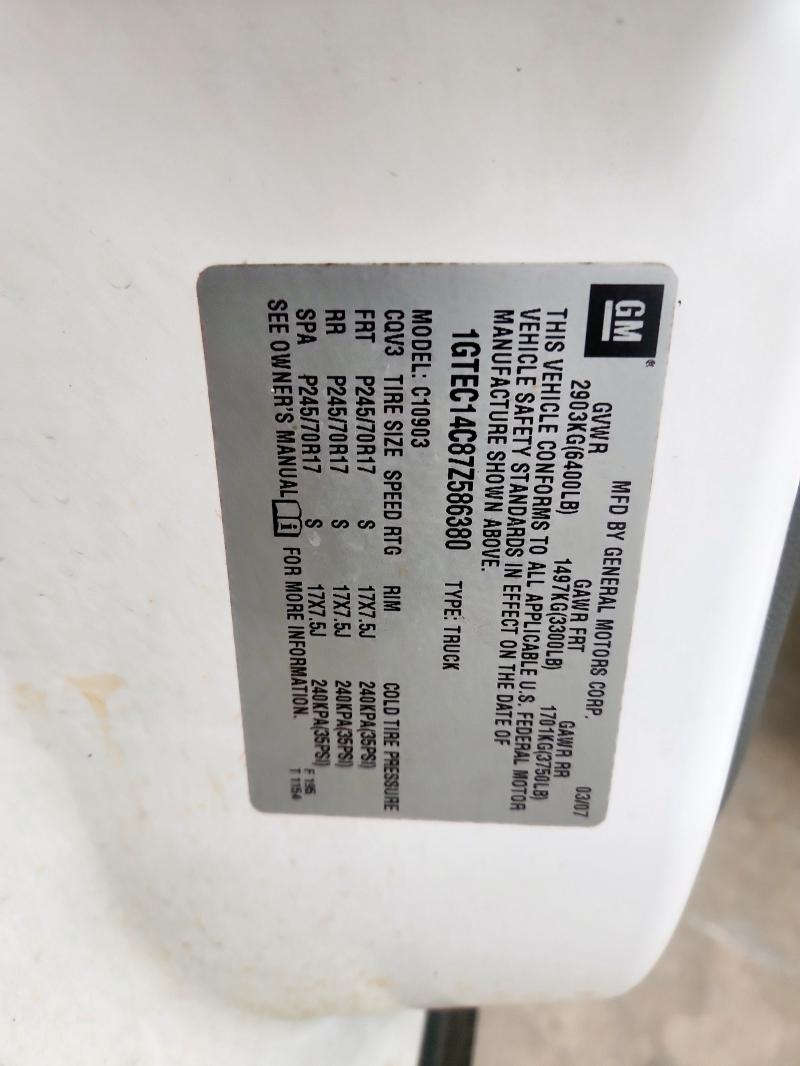 GM
MFD BY GENERAL MOTORS CORP.
03/07
GVWR GAWR FRT GAWR RR
2903KG(6400LB) 1497KG(3300LB) 1701KG(3750LB)
THIS VEHICLE CONFORMS TO ALL APPLICABLE U.S. FEDERAL MOTOR
VEHICLE SAFETY STANDARDS IN EFFECT ON THE DATE OF
MANUFACTURE SHOWN ABOVE.
1GTEC14C87Z586380 TYPE: TRUCK
MODEL: C10903
CQV3 TIRE SIZE SPEED RTG RIM COLD TIRE PRESSURE
FRT P245/70R17 S 17X7.5J 240KPA(35PSI)
RR P245/70R17 S 17X7.5J 240KPA(35PSI)
SPA P245/70R17 S 17X7.5J 240KPA(35PSI)
SEE OWNER'S MANUAL i FOR MORE INFORMATION.
F 195
T 1154